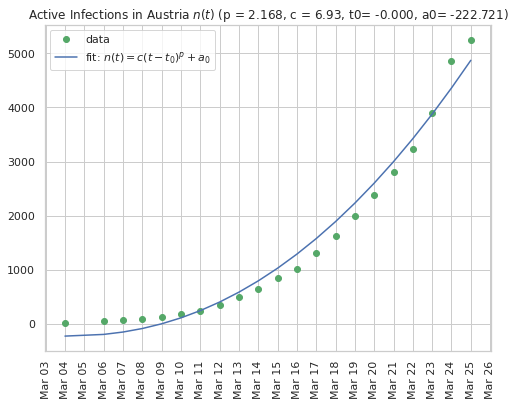 Active Infections in Austria n(t) (p = 2.168, c = 6.93, t0= -0.000, a0= -222.721)
data
fit: n(t) = c(t − t₀)ᵖ + a₀
5000
4000
3000
2000
1000
0
Mar 03
Mar 04
Mar 05
Mar 06
Mar 07
Mar 08
Mar 09
Mar 10
Mar 11
Mar 12
Mar 13
Mar 14
Mar 15
Mar 16
Mar 17
Mar 18
Mar 19
Mar 20
Mar 21
Mar 22
Mar 23
Mar 24
Mar 25
Mar 26